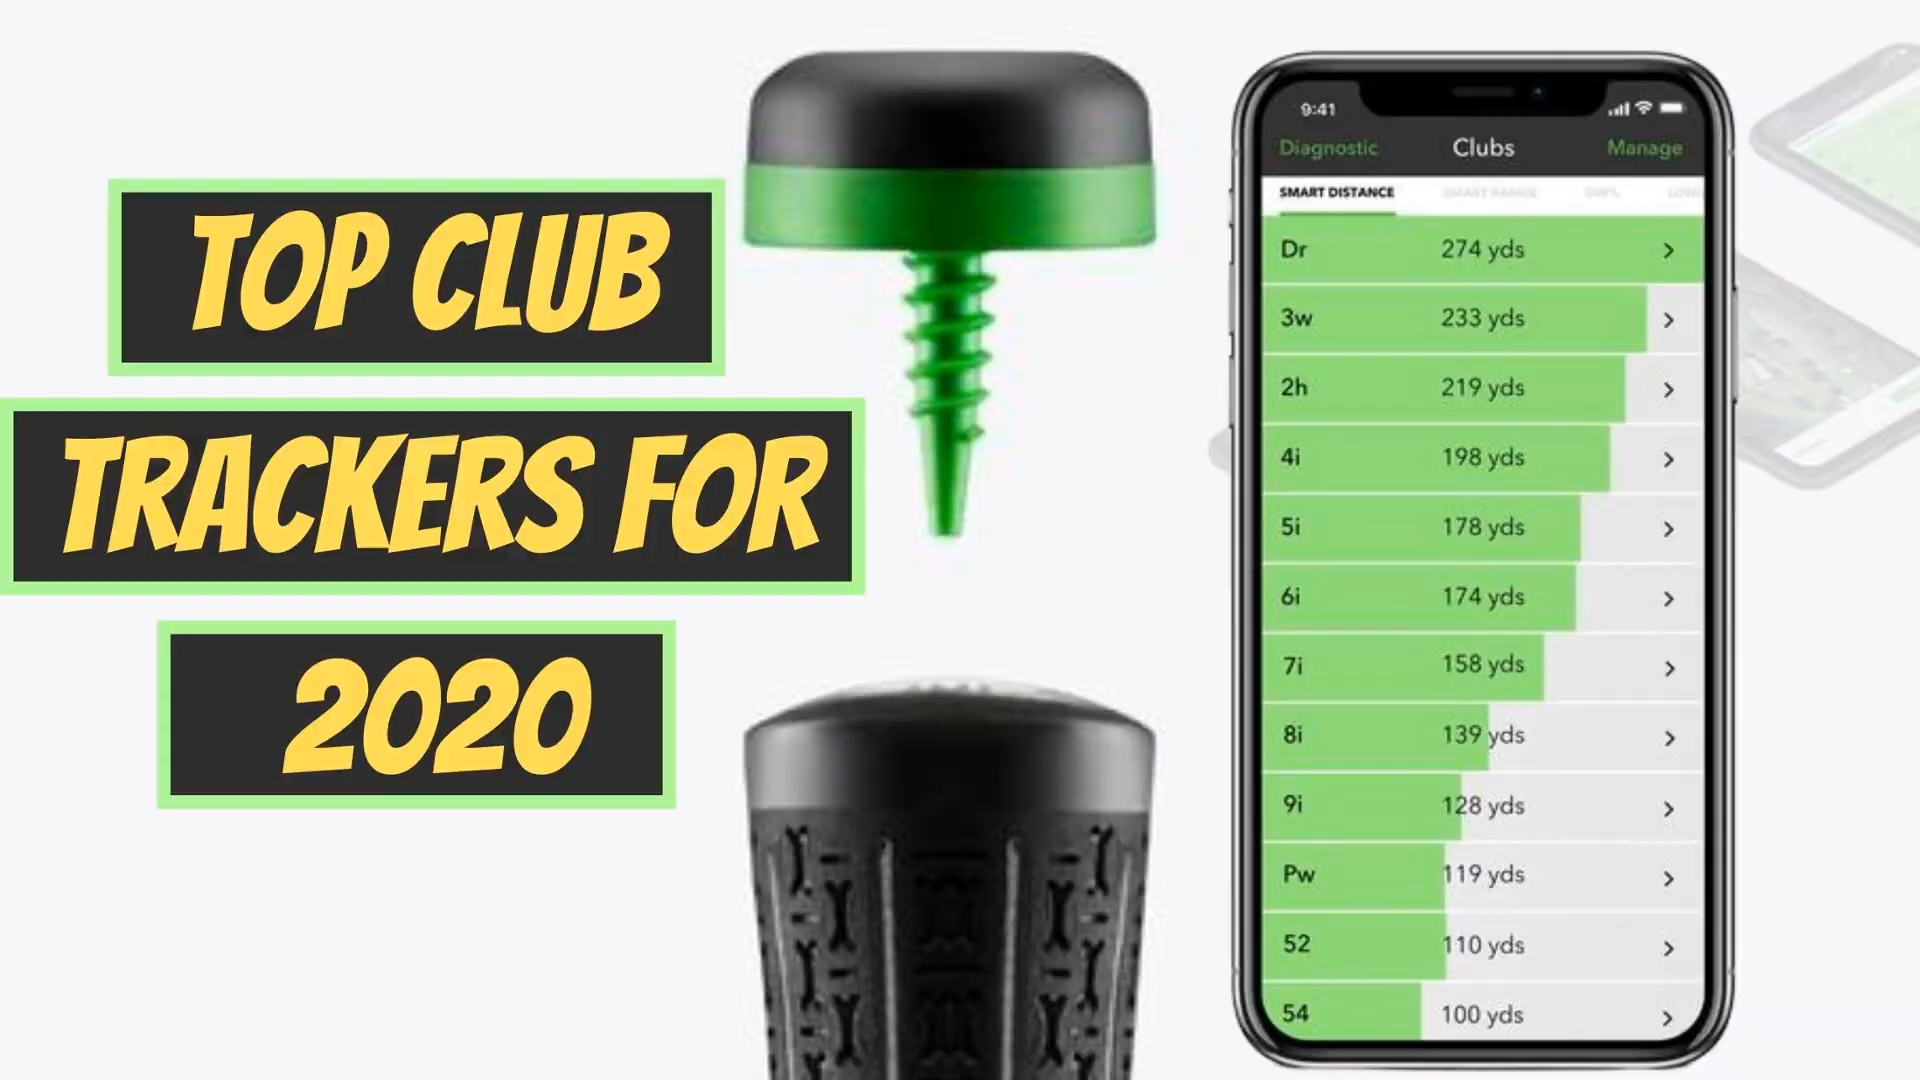 TOP CLUB
TRACKERS FOR
2020
9:41
Diagnostic Clubs Manage
SMART DISTANCE SMART RANGE
Dr 274 yds
3w 233 yds
2h 219 yds
4i 198 yds
5i 178 yds
6i 174 yds
7i 158 yds
8i 139 yds
9i 128 yds
Pw 119 yds
52 110 yds
54 100 yds